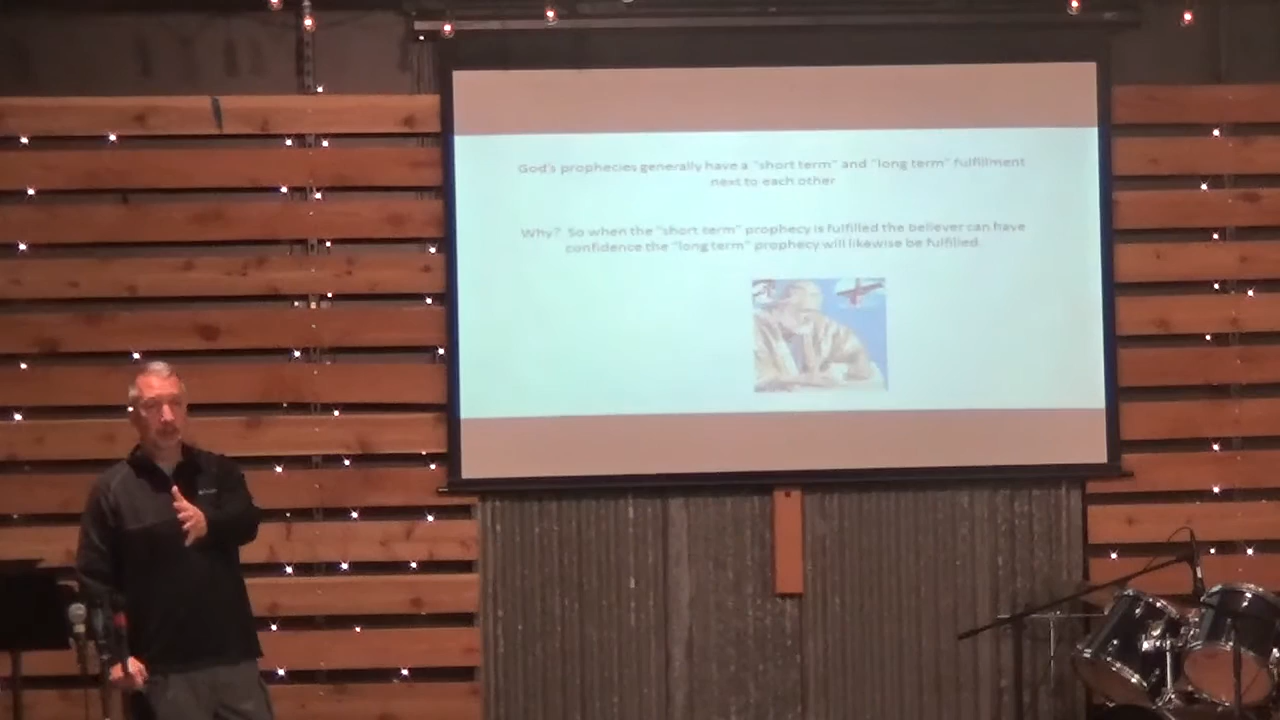 God's prophecies generally have a "short term" and "long term" fulfillment
next to each other
Why? So when the "short term" prophecy is fulfilled the believer can have
confidence the "long term" prophecy will likewise be fulfilled.